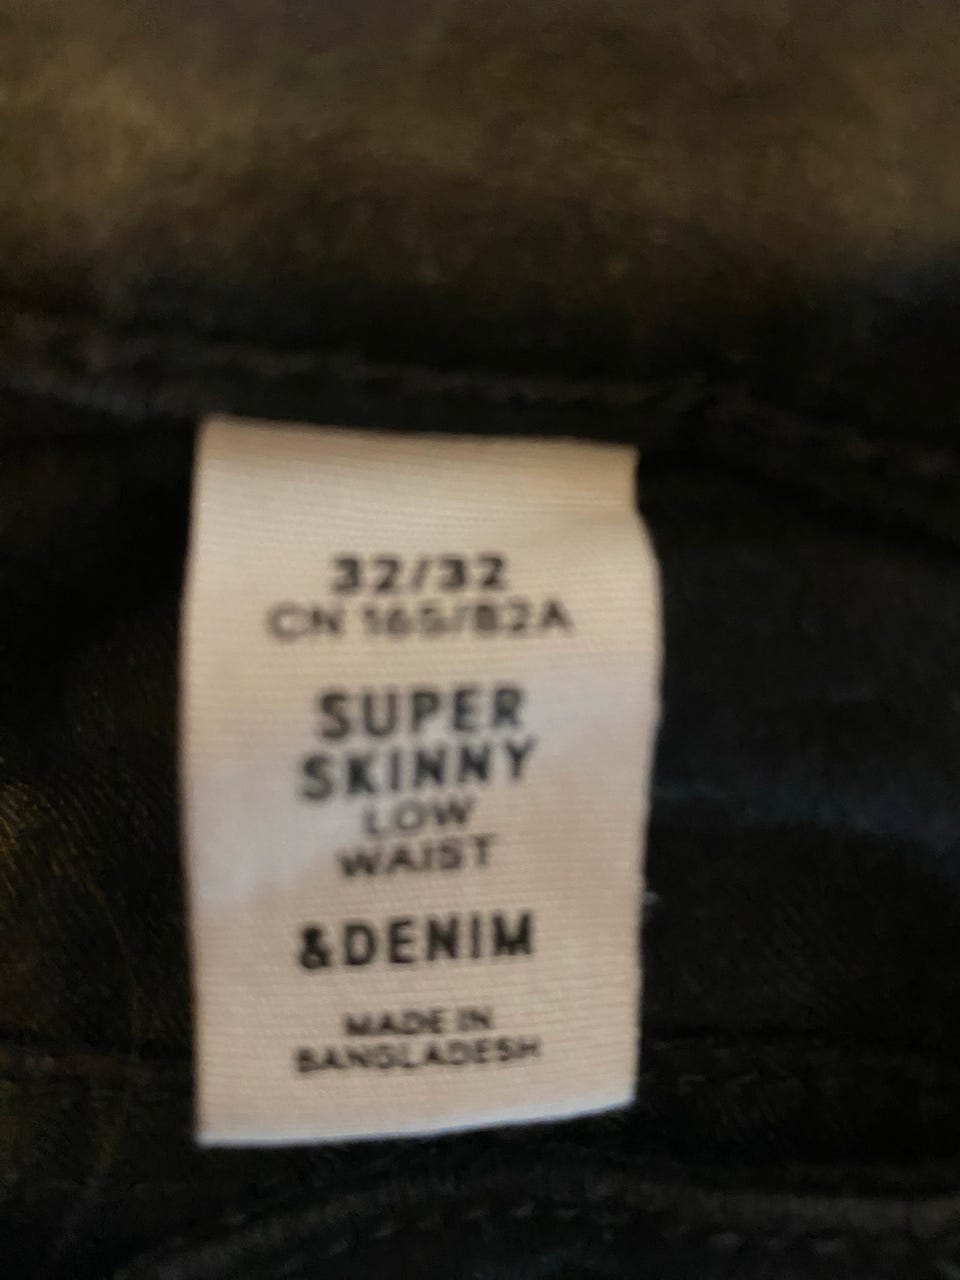 32/32
CN 165/82A
SUPER
SKINNY
LOW
WAIST
&DENIM
MADE IN
BANGLADESH